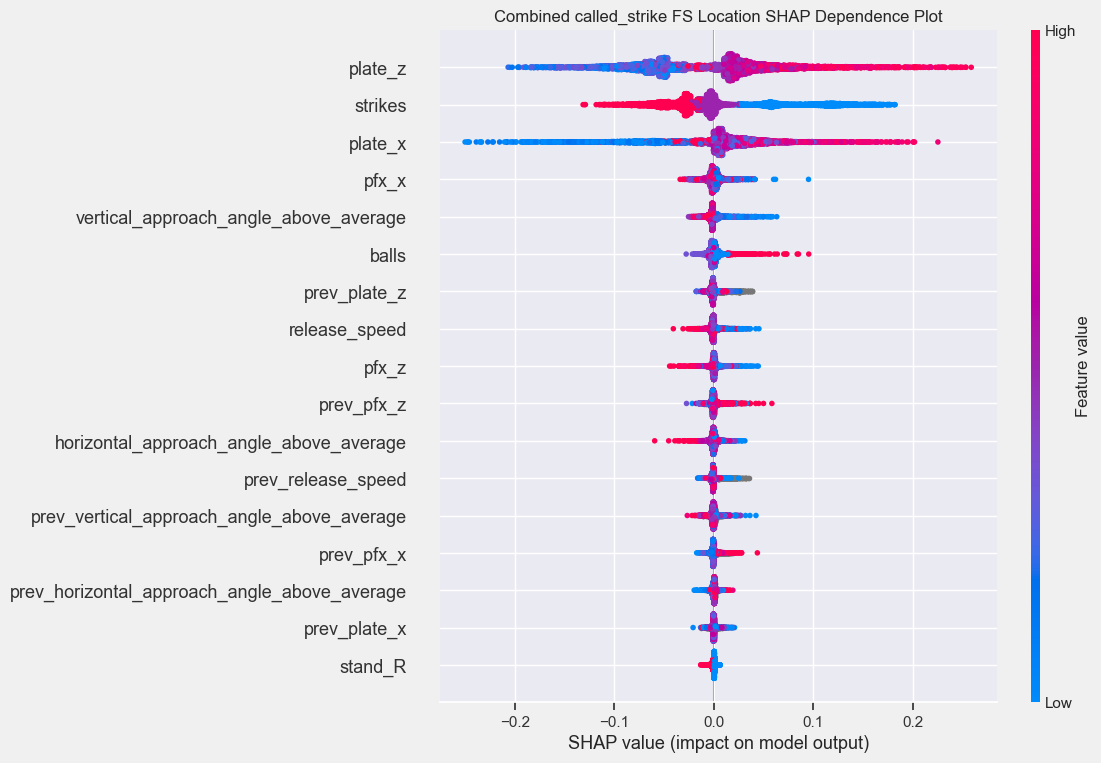 Combined called_strike FS Location SHAP Dependence Plot
High
plate_z
strikes
plate_x
pfx_x
vertical_approach_angle_above_average
balls
prev_plate_z
release_speed
pfx_z
prev_pfx_z
horizontal_approach_angle_above_average
prev_release_speed
prev_vertical_approach_angle_above_average
prev_pfx_x
prev_horizontal_approach_angle_above_average
prev_plate_x
stand_R
Feature value
Low
−0.2 −0.1 0.0 0.1 0.2
SHAP value (impact on model output)